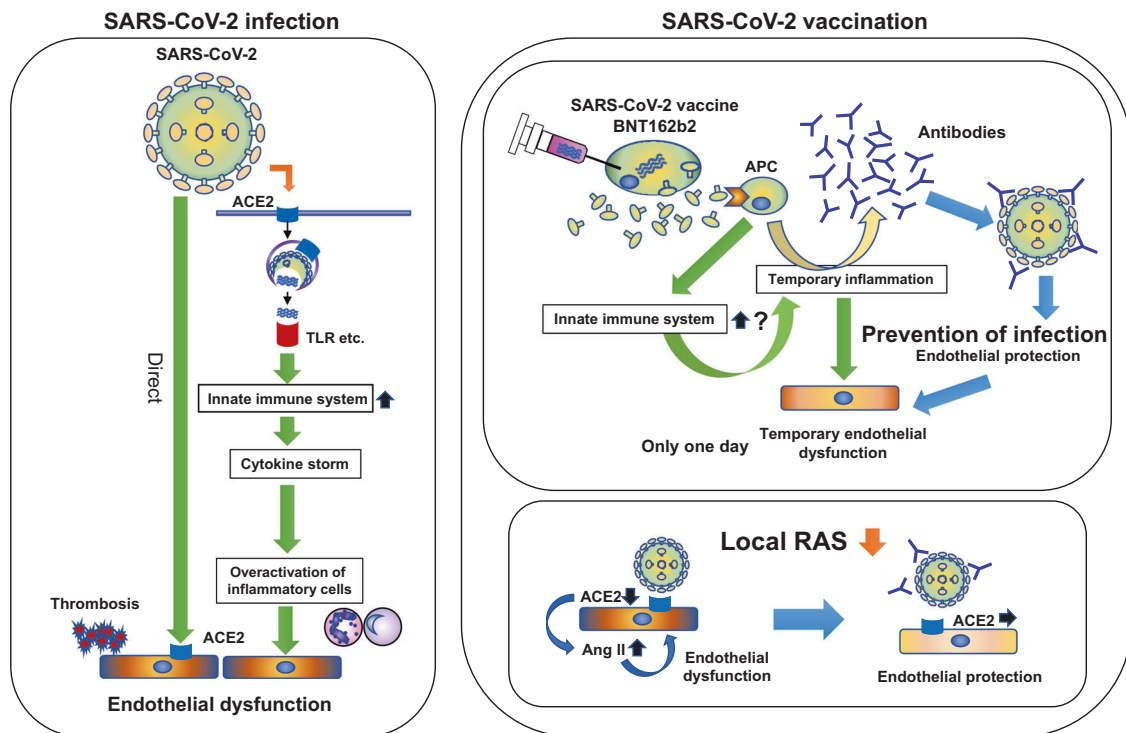 SARS-CoV-2 infection
SARS-CoV-2
ACE2
TLR etc.
Direct
Innate immune system
Cytokine storm
Overactivation of
inflammatory cells
Thrombosis
ACE2
Endothelial dysfunction
SARS-CoV-2 vaccination
SARS-CoV-2 vaccine
BNT162b2
APC
Antibodies
Temporary inflammation
Innate immune system ?
Prevention of infection
Endothelial protection
Only one day
Temporary endothelial
dysfunction
Local RAS
ACE2
Ang II
Endothelial
dysfunction
ACE2
Endothelial protection